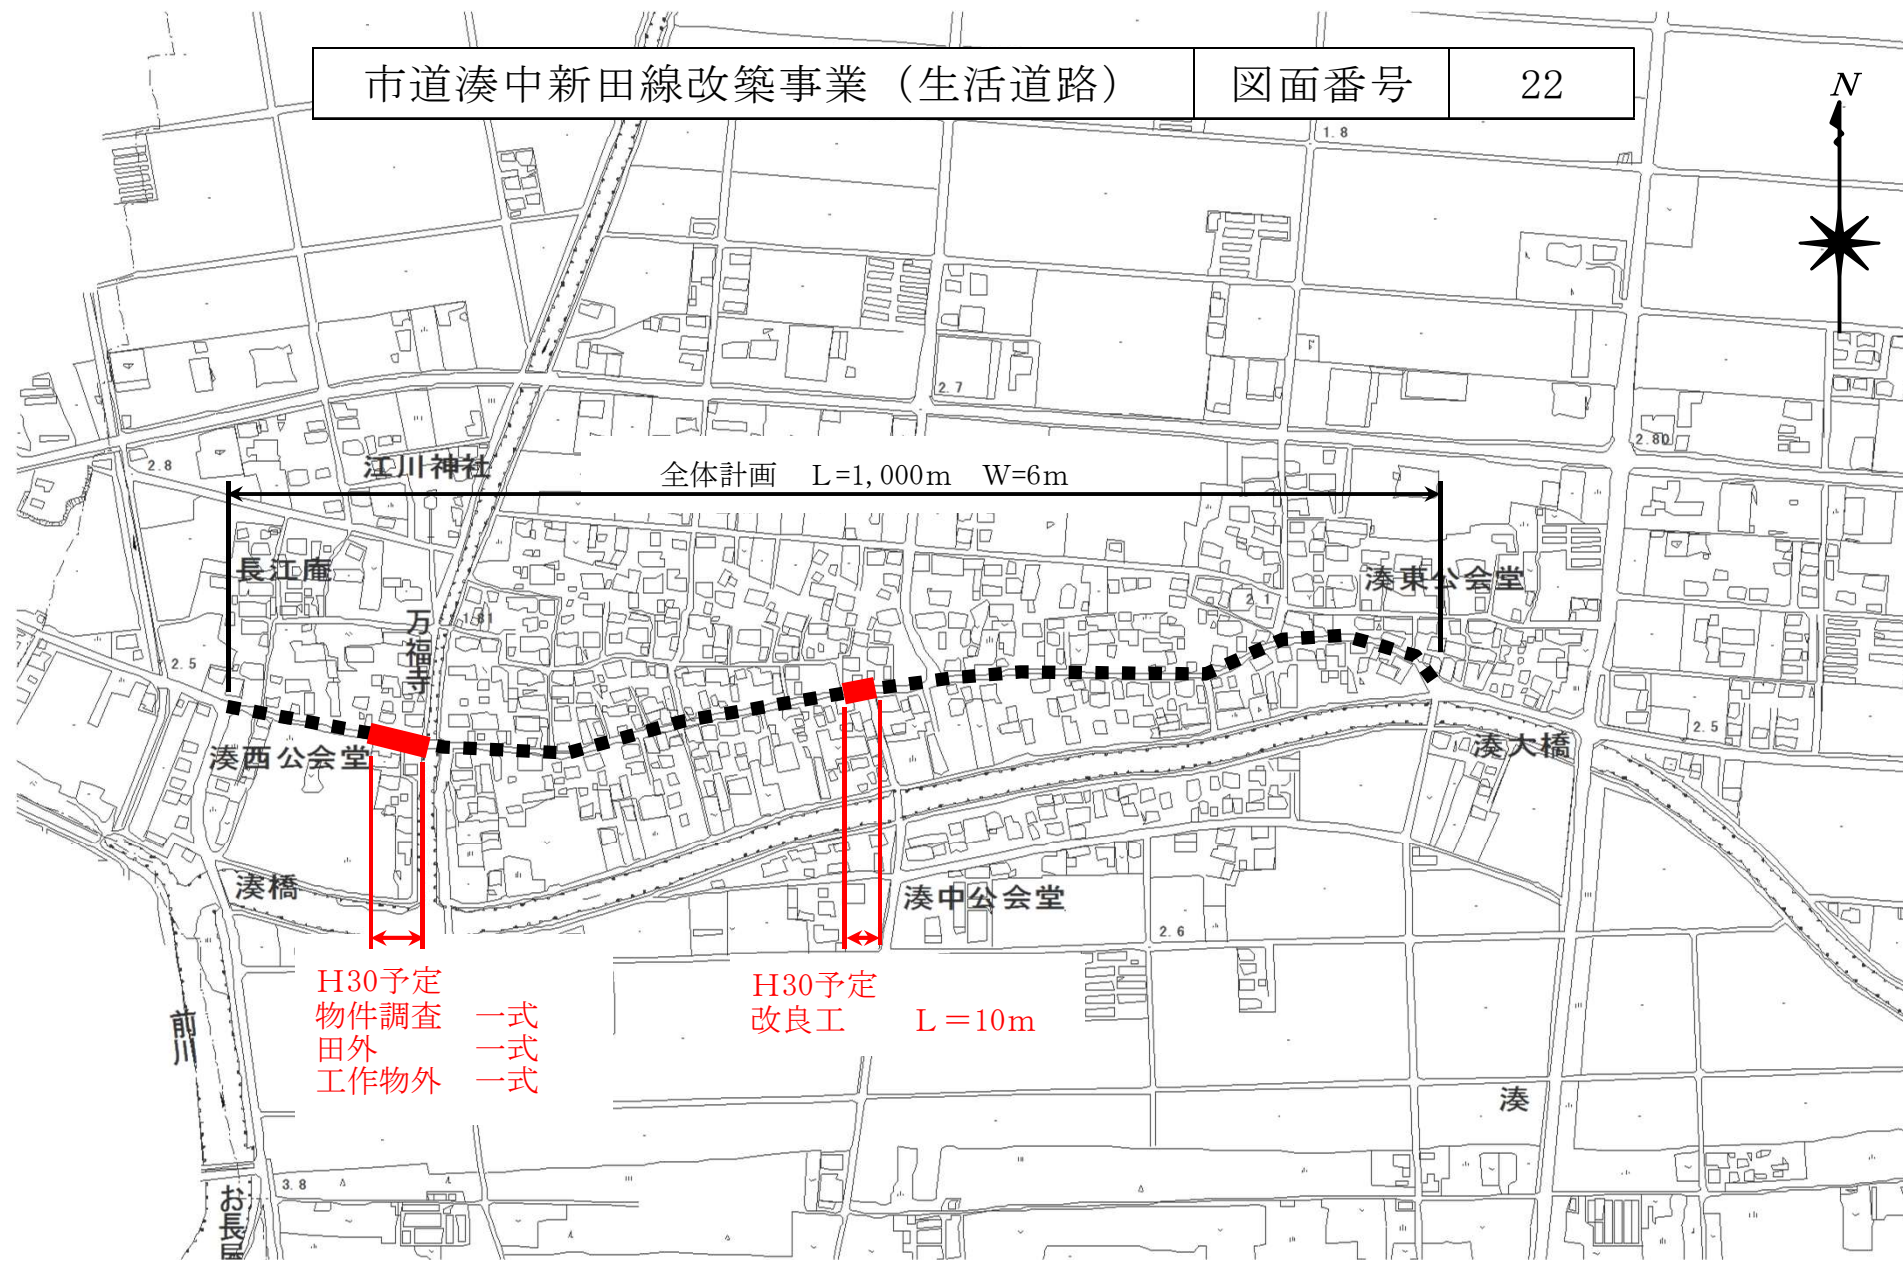 市道湊中新田線改築事業（生活道路）　図面番号　22
N
1.8
2.7
2.80
2.8
江川神社
全体計画　L=1,000m　W=6m
長江庵
湊東公会堂
2.1
万福寺
1.81
2.5
2.5
湊西公会堂
湊大橋
湊橋
湊中公会堂
2.6
H30予定
物件調査　一式
田外　一式
工作物外　一式
H30予定
改良工　L＝10m
前川
湊
3.8
お長屋